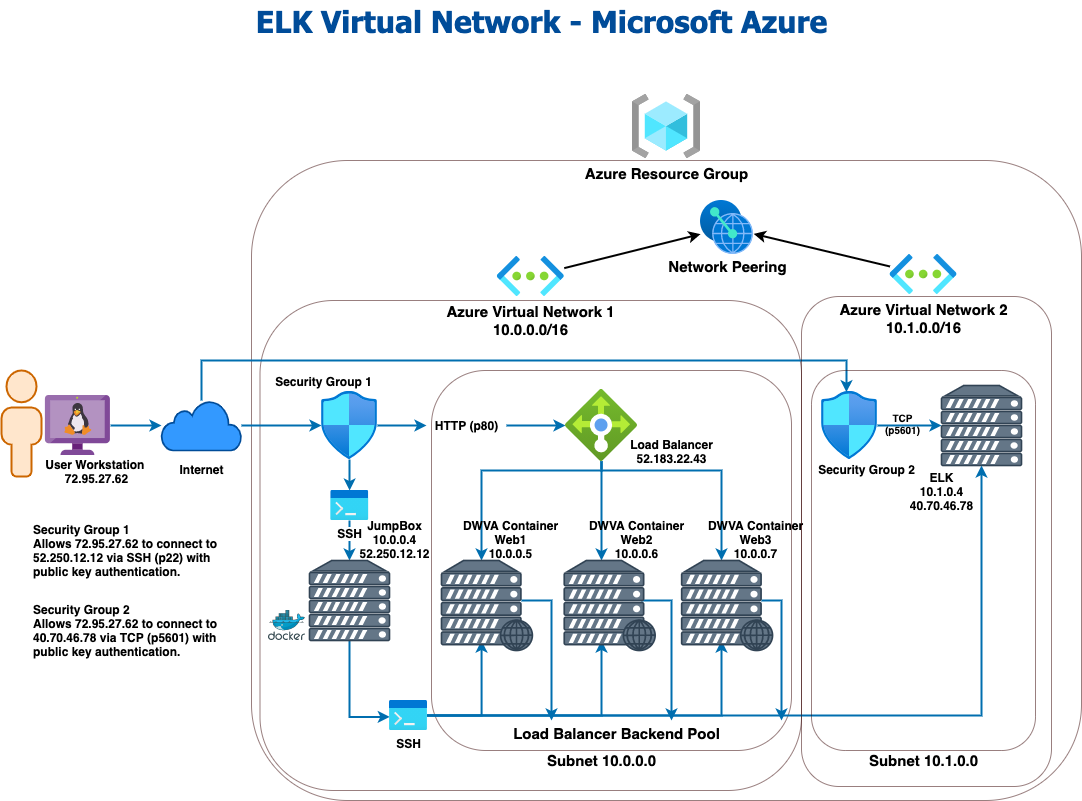 ELK Virtual Network - Microsoft Azure
Azure Resource Group
Network Peering
Azure Virtual Network 1
10.0.0.0/16
Azure Virtual Network 2
10.1.0.0/16
User Workstation
72.95.27.62
Internet
Security Group 1
HTTP (p80)
Load Balancer
52.183.22.43
Security Group 2
TCP
(p5601)
ELK
10.1.0.4
40.70.46.78
SSH
JumpBox
10.0.0.4
52.250.12.12
docker
DWVA Container
Web1
10.0.0.5
DWVA Container
Web2
10.0.0.6
DWVA Container
Web3
10.0.0.7
Security Group 1
Allows 72.95.27.62 to connect to
52.250.12.12 via SSH (p22) with
public key authentication.
Security Group 2
Allows 72.95.27.62 to connect to
40.70.46.78 via TCP (p5601) with
public key authentication.
SSH
Load Balancer Backend Pool
Subnet 10.0.0.0
Subnet 10.1.0.0